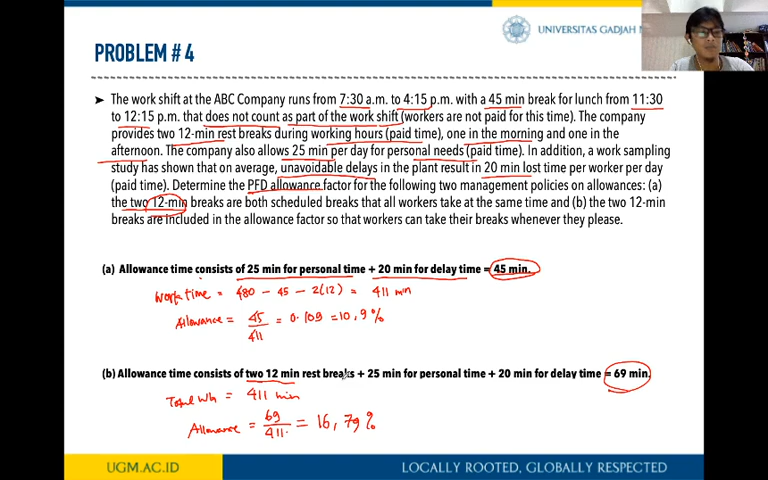 UNIVERSITAS GADJAH
PROBLEM # 4
➤ The work shift at the ABC Company runs from 7:30 a.m. to 4:15 p.m. with a 45 min break for lunch from 11:30
to 12:15 p.m. that does not count as part of the work shift (workers are not paid for this time). The company
provides two 12-min rest breaks during working hours (paid time), one in the morning and one in the
afternoon. The company also allows 25 min per day for personal needs (paid time). In addition, a work sampling
study has shown that on average, unavoidable delays in the plant result in 20 min lost time per worker per day
(paid time). Determine the PFD allowance factor for the following two management policies on allowances: (a)
the two 12-min breaks are both scheduled breaks that all workers take at the same time and (b) the two 12-min
breaks are included in the allowance factor so that workers can take their breaks whenever they please.
(a) Allowance time consists of 25 min for personal time + 20 min for delay time = 45 min.
Work time = 480 - 45 - 2(12) = 411 min
Allowance = 45/411 = 0.109 = 10,9%
(b) Allowance time consists of two 12 min rest breaks + 25 min for personal time + 20 min for delay time = 69 min.
Total Wh = 411 min
Allowance = 69/411 = 16,79%
UGM.AC.ID
LOCALLY ROOTED, GLOBALLY RESPECTED